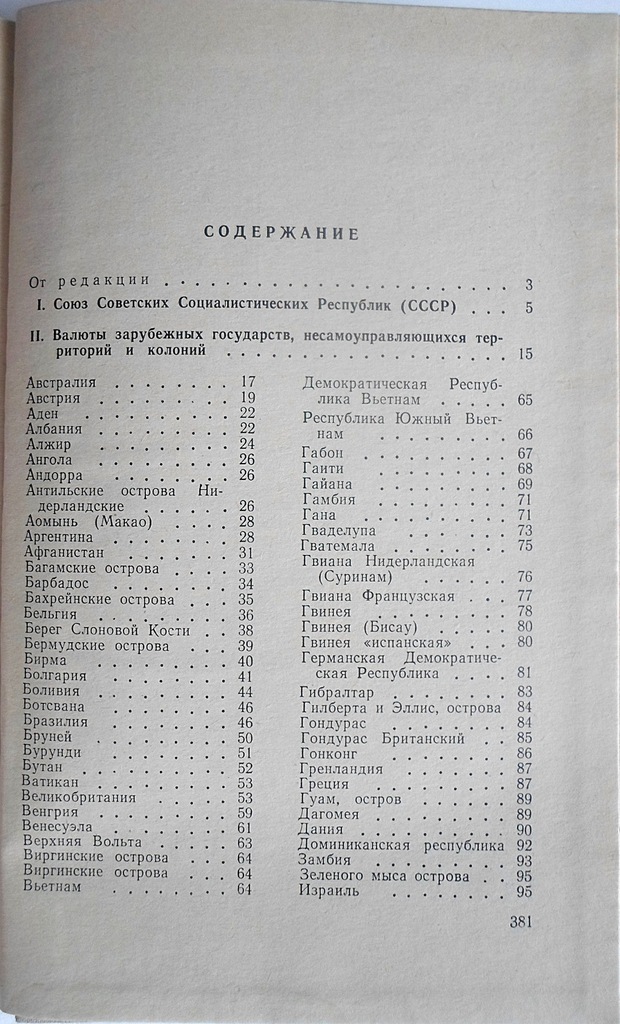 СОДЕРЖАНИЕ
От редакции . . . . . . . . . . . . . . . . . . . . . . . 3
I. Союз Советских Социалистических Республик (СССР) . . . 5
II. Валюты зарубежных государств, несамоуправляющихся тер-
риторий и колоний . . . . . . . . . . . . . . . . . . . 15
Австралия . . . . . . . . 17
Австрия . . . . . . . . . 19
Аден . . . . . . . . . . 22
Албания . . . . . . . . . 22
Алжир . . . . . . . . . 24
Ангола . . . . . . . . . 26
Андорра . . . . . . . . . 26
Антильские острова Ни-
дерландские . . . . . . 26
Аомынь (Макао) . . . . . 28
Аргентина . . . . . . . . 28
Афганистан . . . . . . . 31
Багамские острова . . . . 33
Барбадос . . . . . . . . 34
Бахрейнские острова . . . 35
Бельгия . . . . . . . . . 36
Берег Слоновой Кости . . 38
Бермудские острова . . . 39
Бирма . . . . . . . . . 40
Болгария . . . . . . . . 41
Боливия . . . . . . . . . 44
Ботсвана . . . . . . . . 46
Бразилия . . . . . . . . 46
Бруней . . . . . . . . . 50
Бурунди . . . . . . . . 51
Бутан . . . . . . . . . . 52
Ватикан . . . . . . . . . 53
Великобритания . . . . . 53
Венгрия . . . . . . . . . 59
Венесуэла . . . . . . . . 61
Верхняя Вольта . . . . . 63
Виргинские острова . . . 64
Виргинские острова . . . 64
Вьетнам . . . . . . . . 64
Демократическая Респуб-
лика Вьетнам . . . . . 65
Республика Южный Вьет-
нам . . . . . . . . 66
Габон . . . . . . . . . 67
Гаити . . . . . . . . . 68
Гайана . . . . . . . . . 69
Гамбия . . . . . . . . 71
Гана . . . . . . . . . 71
Гваделупа . . . . . . . 73
Гватемала . . . . . . . 75
Гвиана Нидерландская
(Суринам) . . . . . . 76
Гвиана Французская . . . 77
Гвинея . . . . . . . . 78
Гвинея (Бисау) . . . . . 80
Гвинея «испанская» . . . 80
Германская Демократиче-
ская Республика . . . . 81
Гибралтар . . . . . . . . 83
Гилберта и Эллис, острова 84
Гондурас . . . . . . . . 84
Гондурас Британский . . 85
Гонконг . . . . . . . . 86
Гренландия . . . . . . . 87
Греция . . . . . . . . . 87
Гуам, остров . . . . . . 89
Дагомея . . . . . . . . 89
Дания . . . . . . . . . 90
Доминиканская республика 92
Замбия . . . . . . . . . 93
Зеленого мыса острова . . 95
Израиль . . . . . . . . 95
381